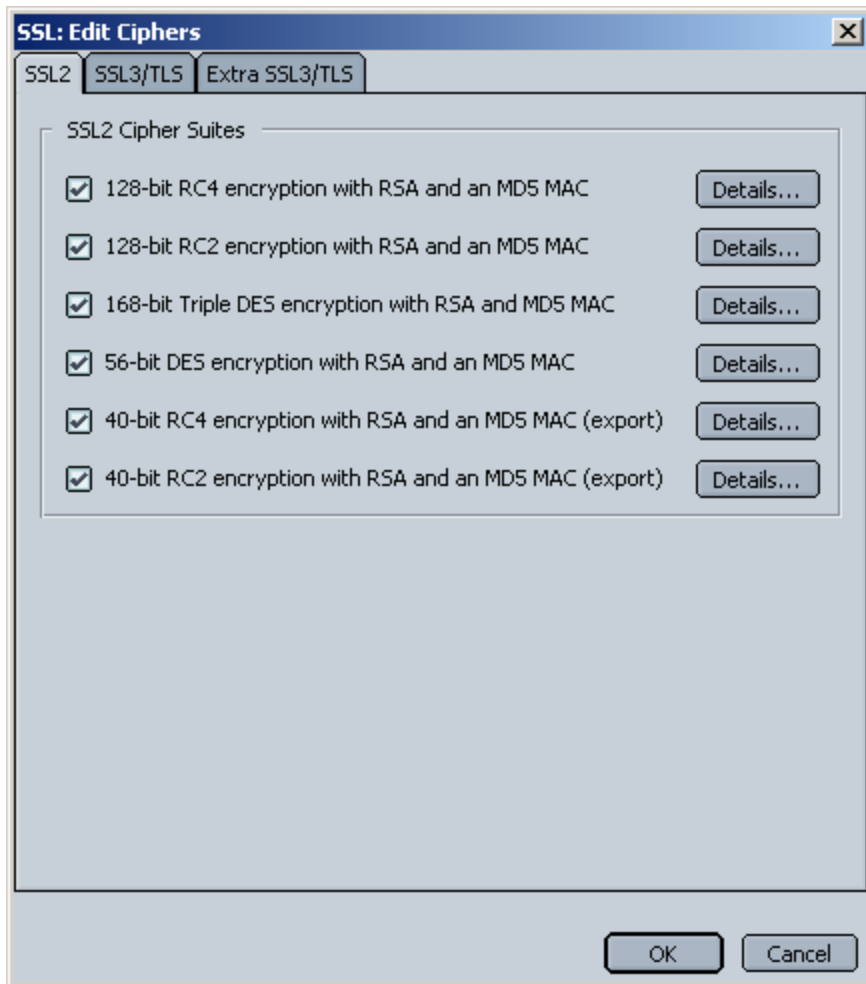 SSL: Edit Ciphers
SSL2 SSL3/TLS Extra SSL3/TLS
SSL2 Cipher Suites
128-bit RC4 encryption with RSA and an MD5 MAC Details...
128-bit RC2 encryption with RSA and an MD5 MAC Details...
168-bit Triple DES encryption with RSA and MD5 MAC Details...
56-bit DES encryption with RSA and an MD5 MAC Details...
40-bit RC4 encryption with RSA and an MD5 MAC (export) Details...
40-bit RC2 encryption with RSA and an MD5 MAC (export) Details...
OK Cancel